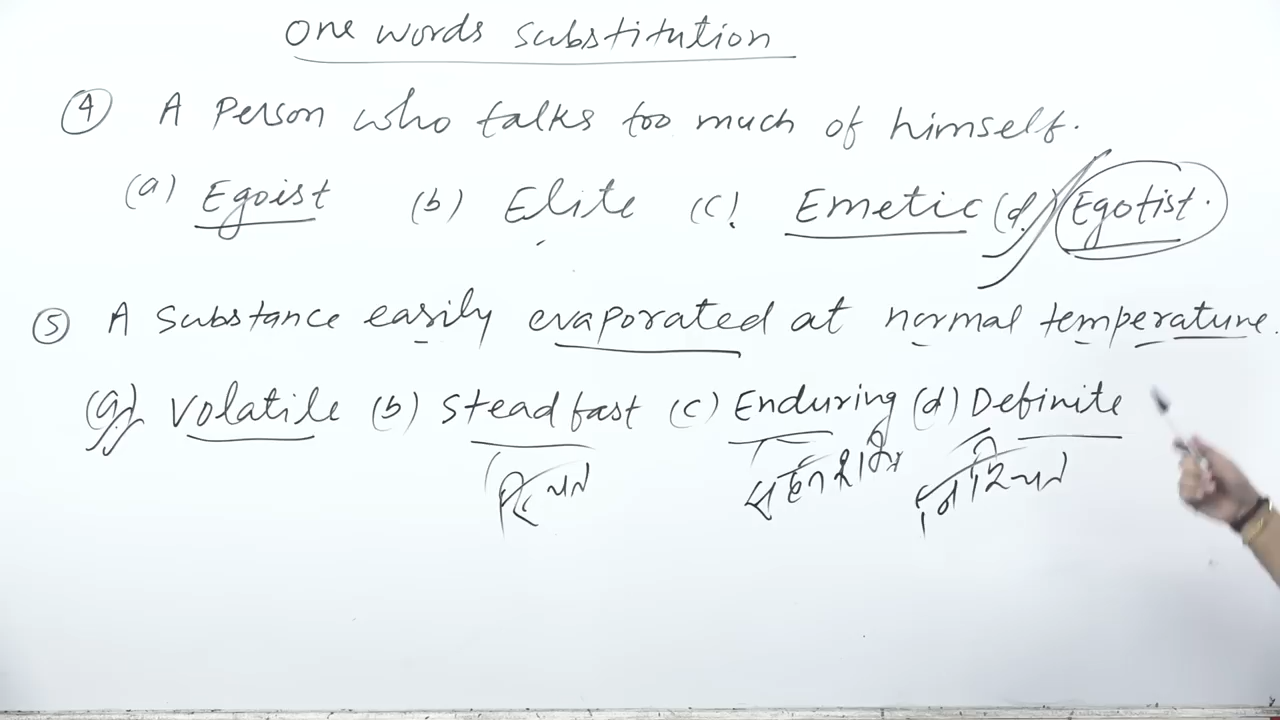 One words substitution
④ A Person who talks too much of himself.
(a) Egoist (b) Elite (c) Emetic (d) Egotist.
⑤ A substance easily evaporated at normal temperature.
(a) Volatile (b) Steadfast (c) Enduring (d) Definite